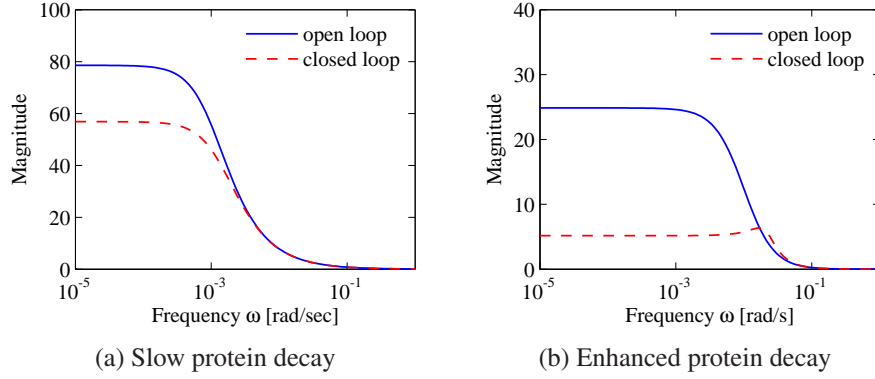 100
80
60
40
20
0
10^-5
10^-3
10^-1
Magnitude
Frequency ω [rad/sec]
open loop
closed loop
(a) Slow protein decay
40
30
20
10
0
10^-5
10^-3
10^-1
Magnitude
Frequency ω [rad/s]
open loop
closed loop
(b) Enhanced protein decay